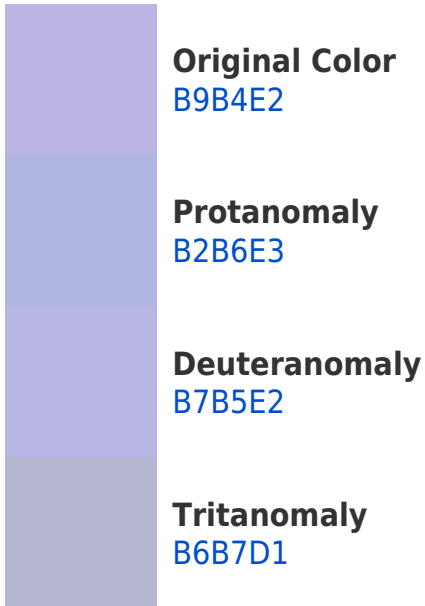 Original Color
B9B4E2
Protanomaly
B2B6E3
Deuteranomaly
B7B5E2
Tritanomaly
B6B7D1